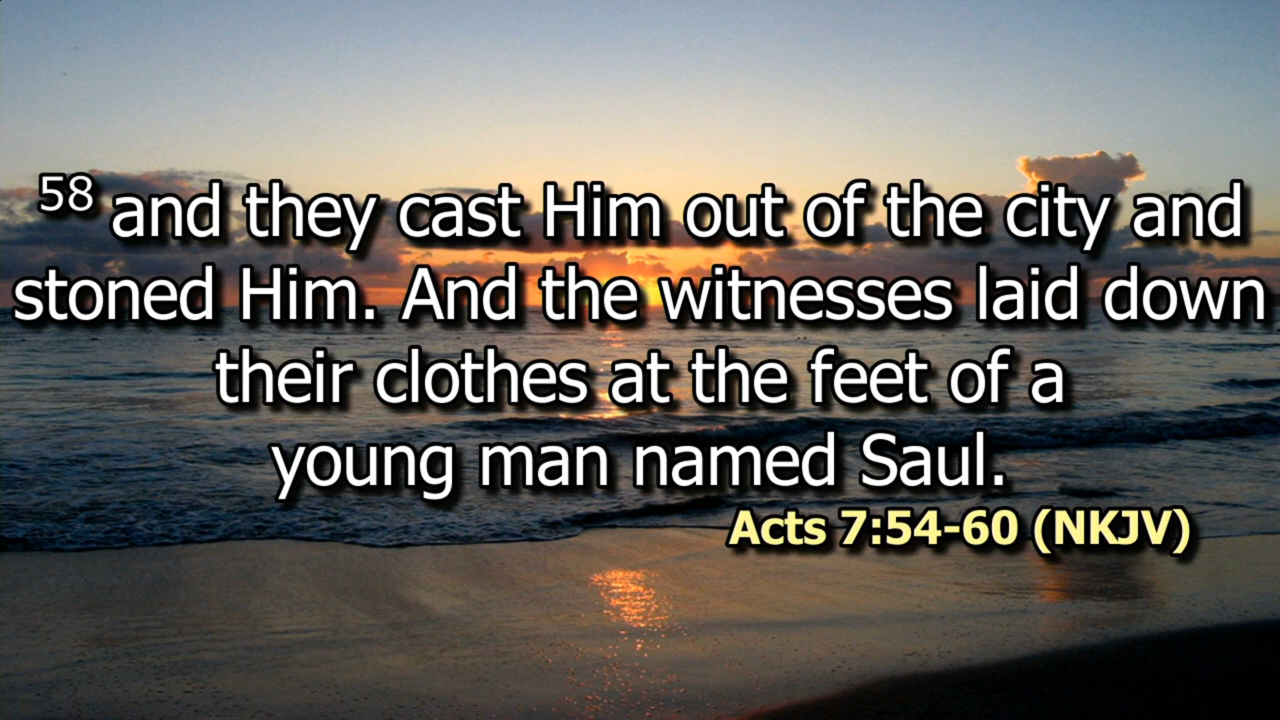 58 and they cast Him out of the city and
stoned Him. And the witnesses laid down
their clothes at the feet of a
young man named Saul.
Acts 7:54-60 (NKJV)